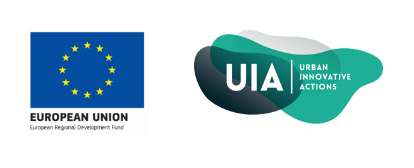 EUROPEAN UNION
European Regional Development Fund
UIA
URBAN
INNOVATIVE
ACTIONS